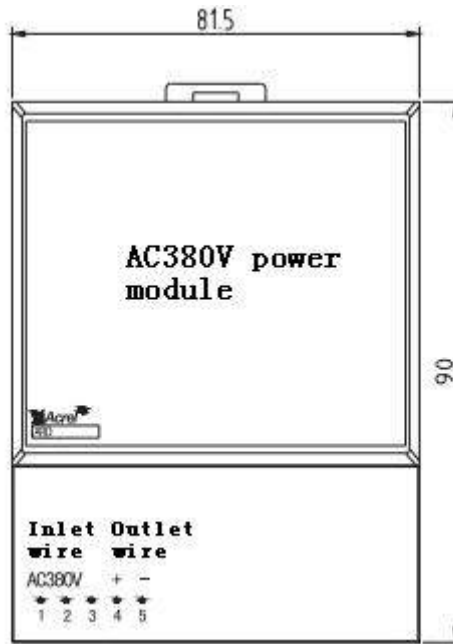 81.5
AC380V power
module
90
Acrel
Inlet Outlet
wire wire
AC380V + -
1 2 3 4 5